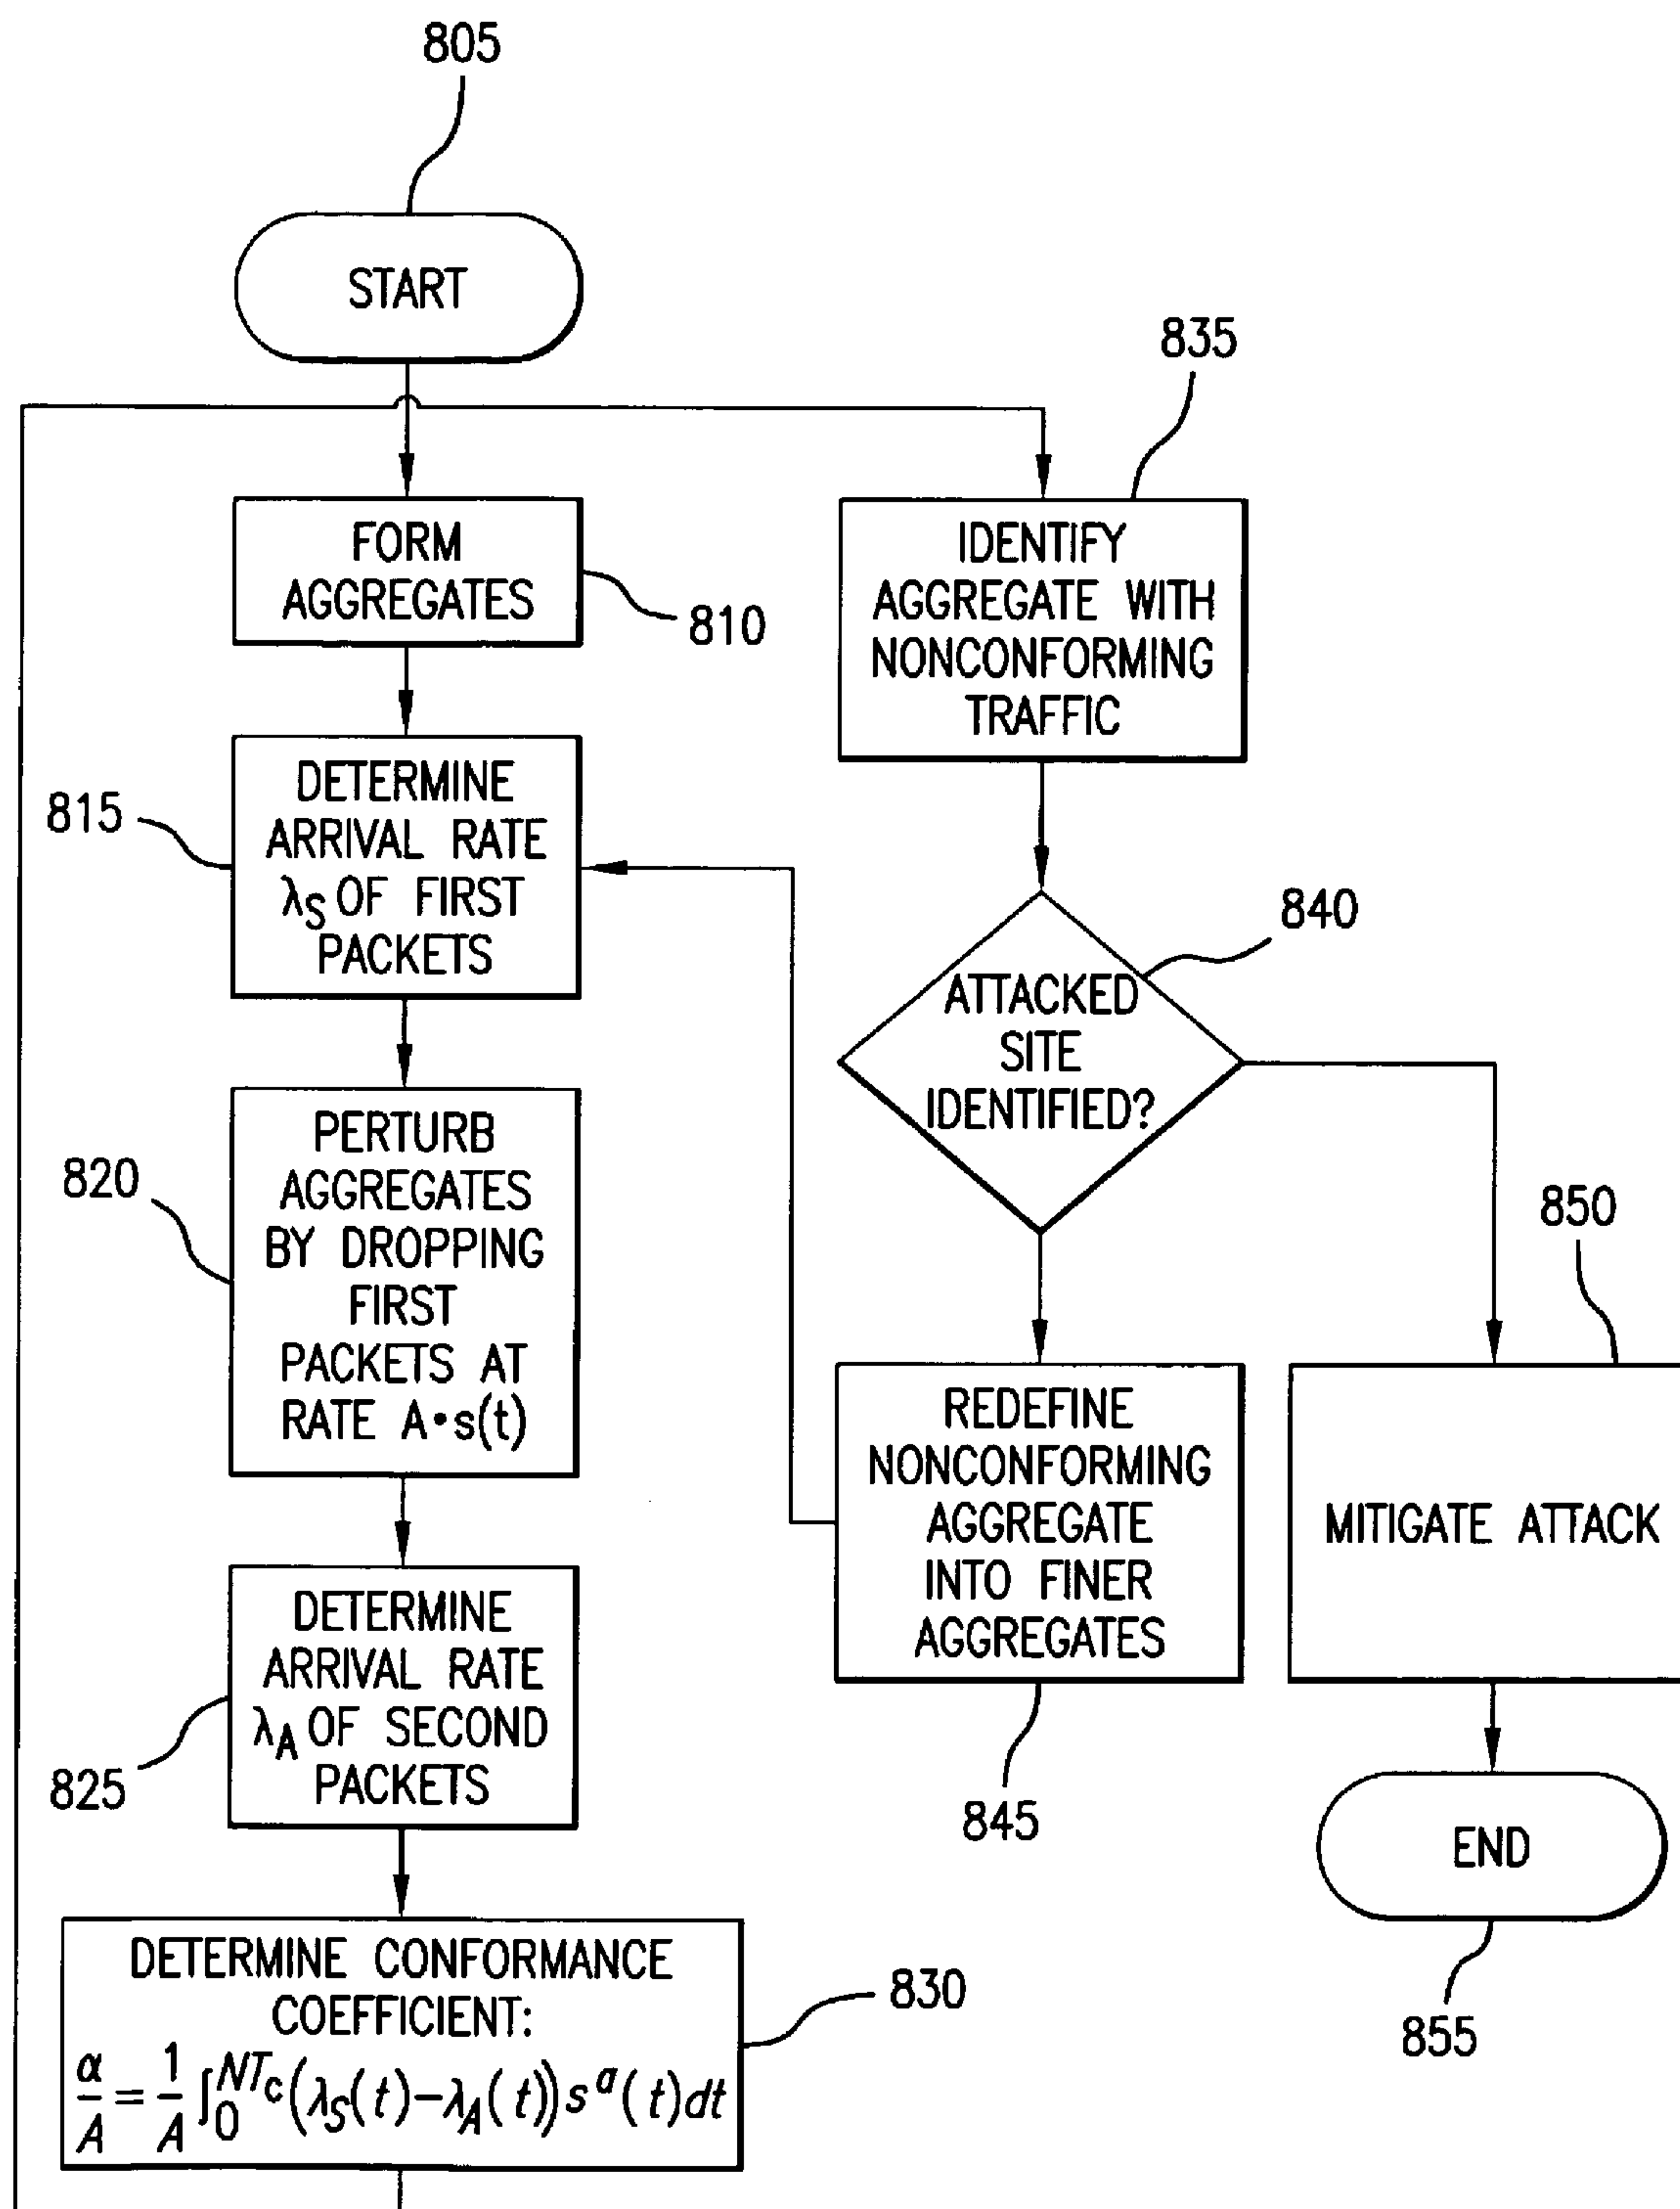 805
START
FORM
AGGREGATES
810
DETERMINE
ARRIVAL RATE
λS OF FIRST
PACKETS
815
PERTURB
AGGREGATES
BY DROPPING
FIRST
PACKETS AT
RATE A•s(t)
820
DETERMINE
ARRIVAL RATE
λA OF SECOND
PACKETS
825
DETERMINE CONFORMANCE
COEFFICIENT:
α/A = 1/A ∫0^NTc (λS(t)−λA(t)) s^a(t)dt
830
835
IDENTIFY
AGGREGATE WITH
NONCONFORMING
TRAFFIC
840
ATTACKED
SITE
IDENTIFIED?
REDEFINE
NONCONFORMING
AGGREGATE
INTO FINER
AGGREGATES
845
850
MITIGATE ATTACK
END
855